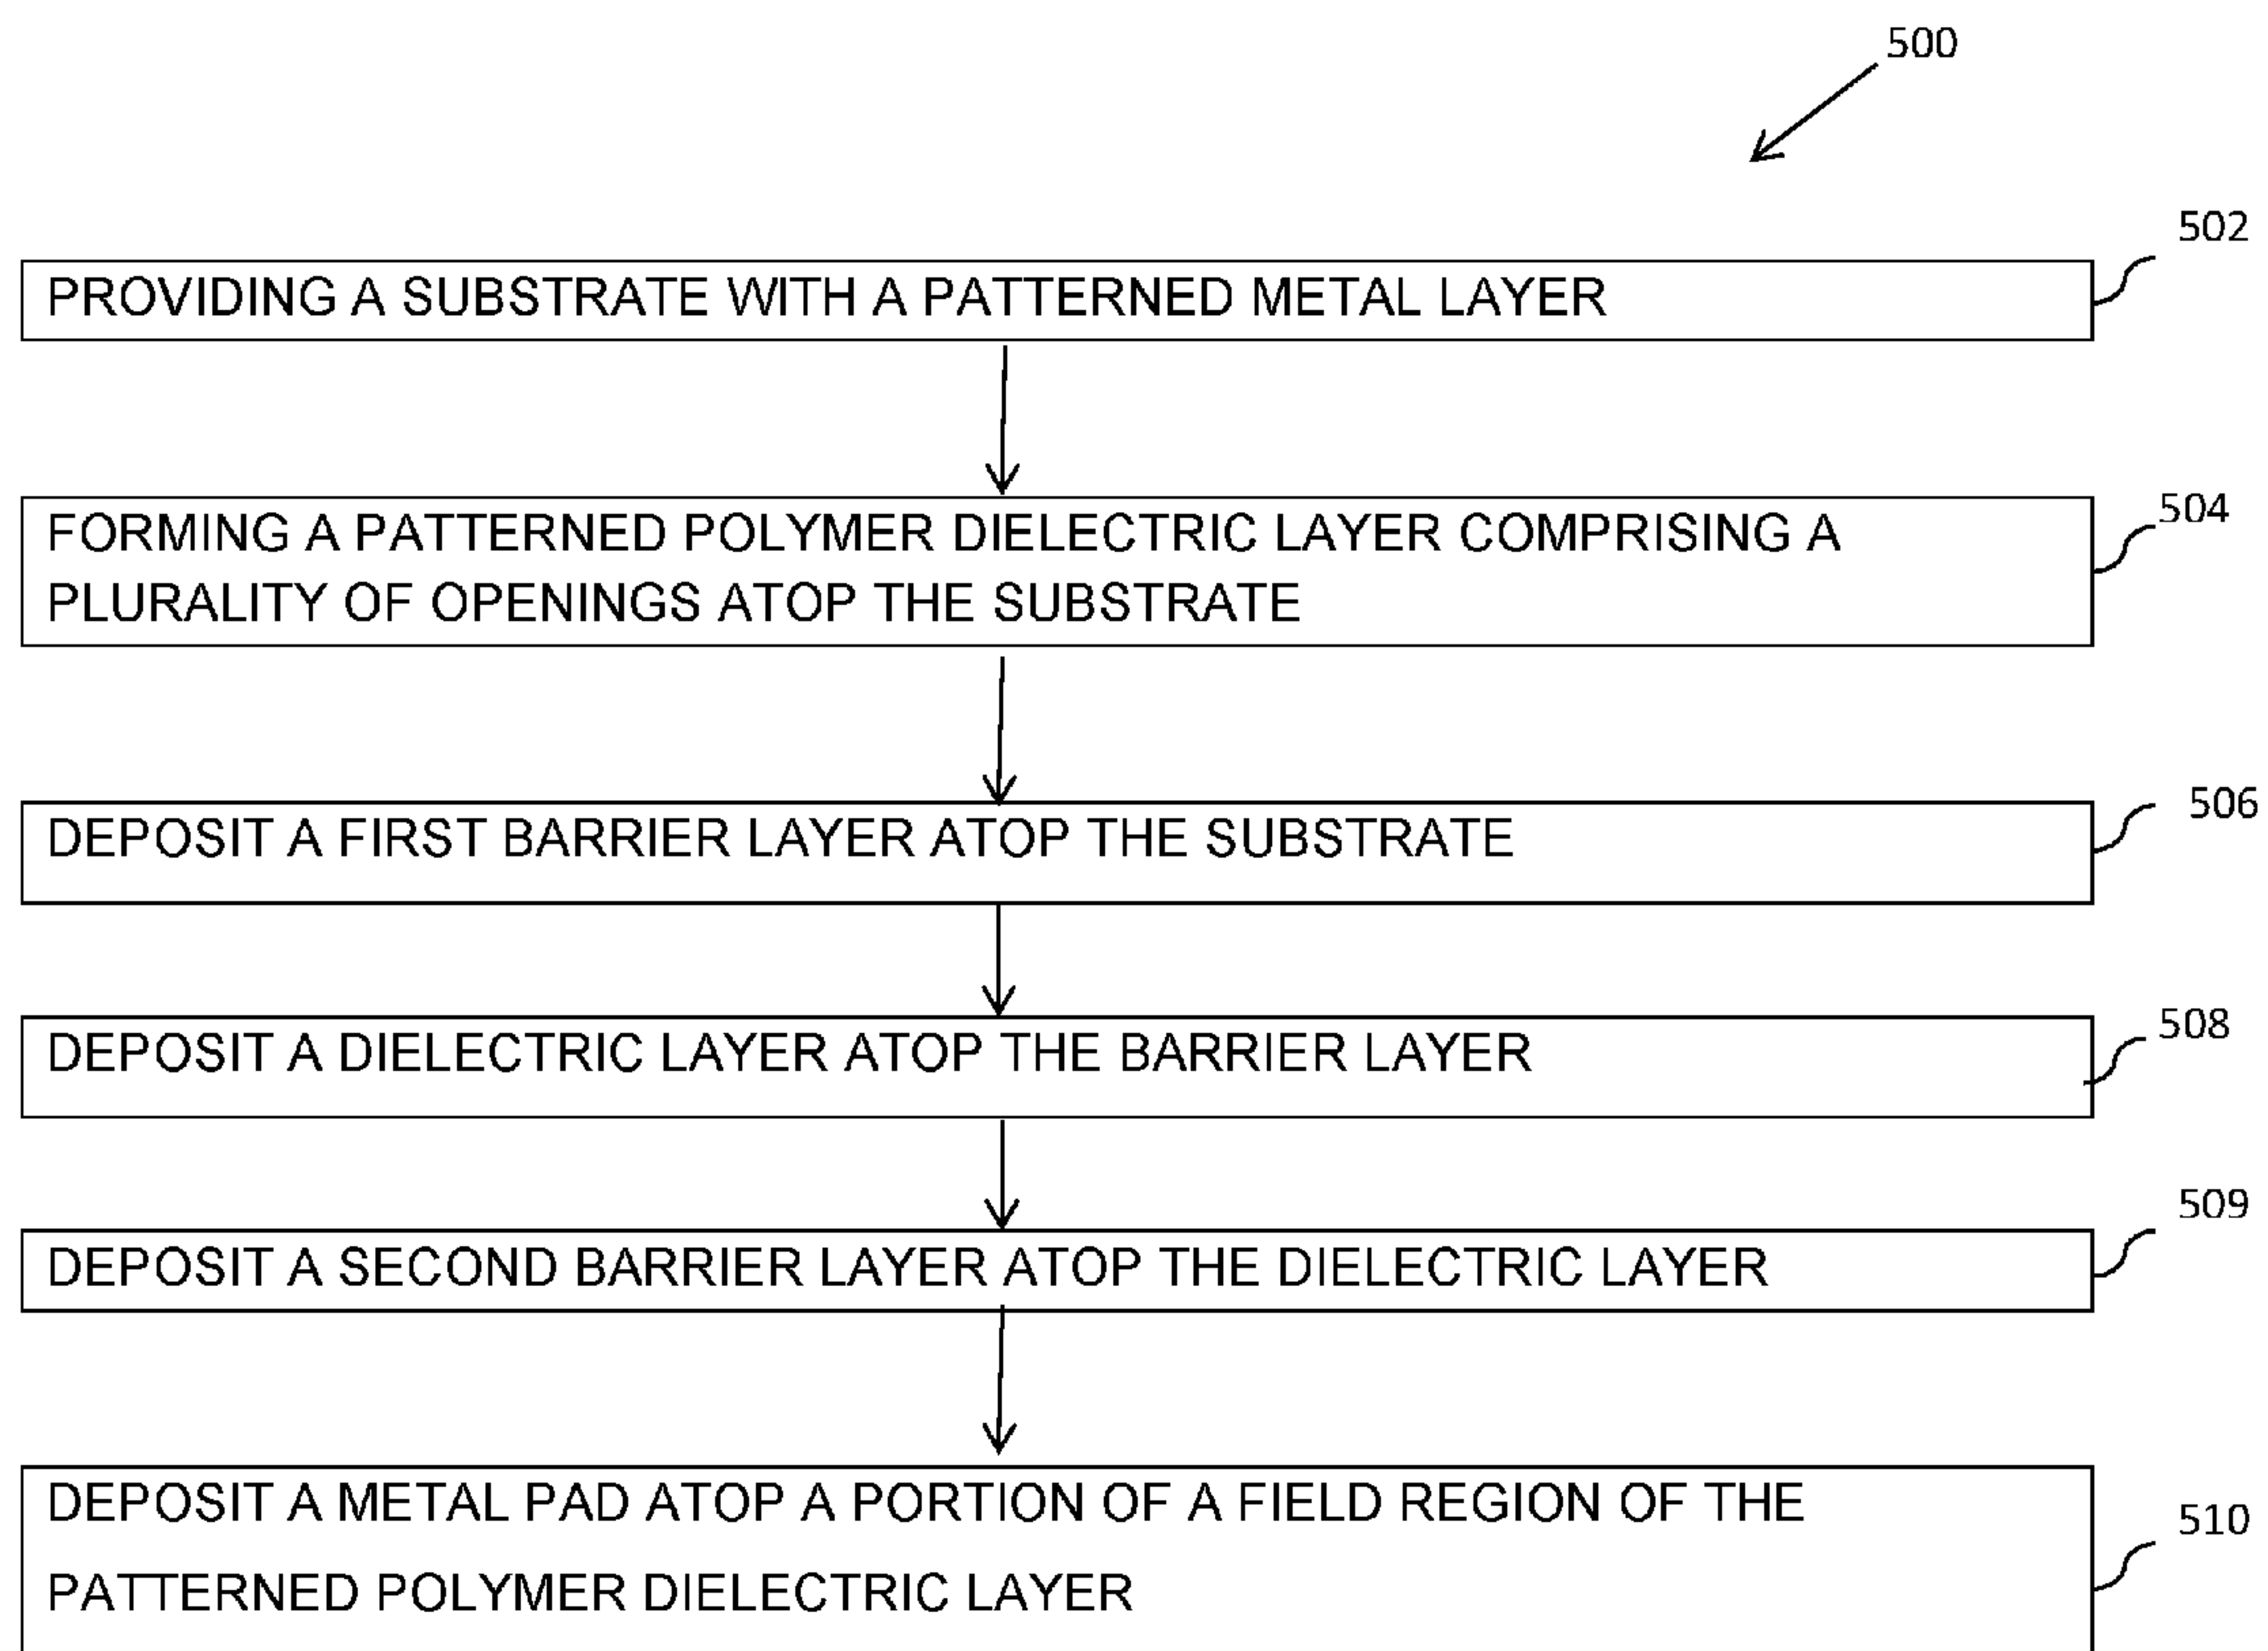 500
502
PROVIDING A SUBSTRATE WITH A PATTERNED METAL LAYER
504
FORMING A PATTERNED POLYMER DIELECTRIC LAYER COMPRISING A
PLURALITY OF OPENINGS ATOP THE SUBSTRATE
506
DEPOSIT A FIRST BARRIER LAYER ATOP THE SUBSTRATE
508
DEPOSIT A DIELECTRIC LAYER ATOP THE BARRIER LAYER
509
DEPOSIT A SECOND BARRIER LAYER ATOP THE DIELECTRIC LAYER
DEPOSIT A METAL PAD ATOP A PORTION OF A FIELD REGION OF THE
510
PATTERNED POLYMER DIELECTRIC LAYER